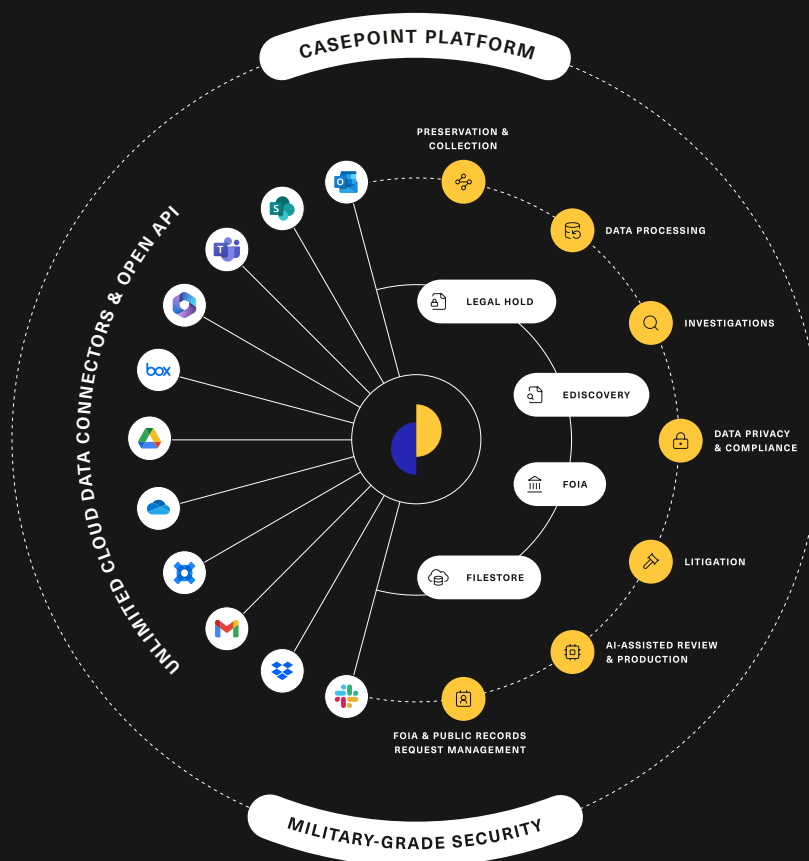 CASEPOINT PLATFORM
PRESERVATION &
COLLECTION
DATA PROCESSING
INVESTIGATIONS
DATA PRIVACY
& COMPLIANCE
LITIGATION
AI-ASSISTED REVIEW
& PRODUCTION
FOIA & PUBLIC RECORDS
REQUEST MANAGEMENT
LEGAL HOLD
EDISCOVERY
FOIA
FILESTORE
UNLIMITED CLOUD DATA CONNECTORS & OPEN API
O
S
T
box
MILITARY-GRADE SECURITY